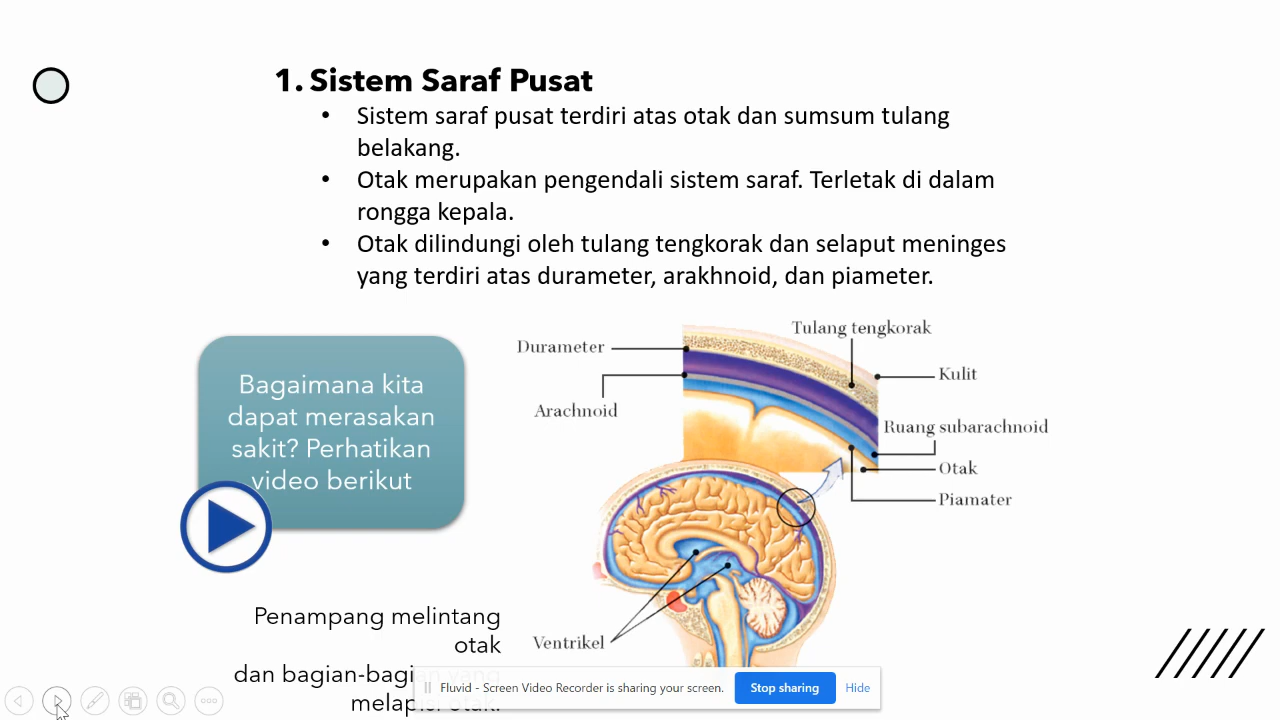 1. Sistem Saraf Pusat
• Sistem saraf pusat terdiri atas otak dan sumsum tulang
belakang.
• Otak merupakan pengendali sistem saraf. Terletak di dalam
rongga kepala.
• Otak dilindungi oleh tulang tengkorak dan selaput meninges
yang terdiri atas durameter, arakhnoid, dan piameter.
Bagaimana kita
dapat merasakan
sakit? Perhatikan
video berikut
Tulang tengkorak
Durameter
Kulit
Arachnoid
Ruang subarachnoid
Otak
Piamater
Ventrikel
Penampang melintang
otak
dan bagian-bagian yang
melapisi otak.
Fluvid - Screen Video Recorder is sharing your screen.
Stop sharing
Hide